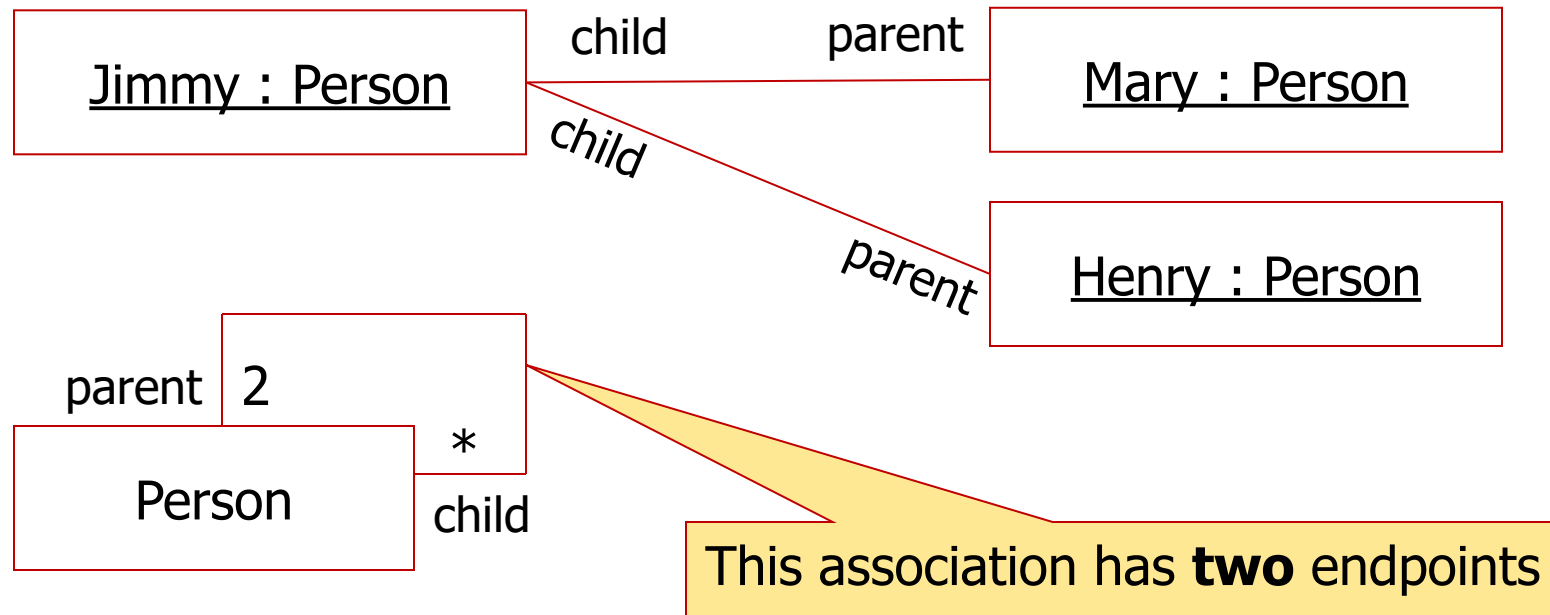 child parent
Jimmy : Person
Mary : Person
child
parent
Henry : Person
parent 2
*
Person
child
This association has two endpoints